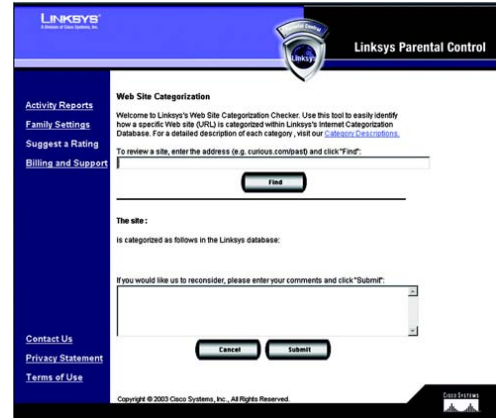 LINKSYS
A Division of Cisco Systems, Inc.
Parental Control
Linksys
Linksys Parental Control
Activity Reports
Family Settings
Suggest a Rating
Billing and Support
Web Site Categorization
Welcome to Linksys's Web Site Categorization Checker. Use this tool to easily identify
how a specific Web site (URL) is categorized within Linksys's Internet Categorization
Database. For a detailed description of each category , visit our Category Descriptions.
To review a site, enter the address (e.g. curious.com/past) and click "Find":
Find
The site :
is categorized as follows in the Linksys database:
If you would like us to reconsider, please enter your comments and click "Submit":
Cancel
Submit
Contact Us
Privacy Statement
Terms of Use
Copyright © 2003 Cisco Systems, Inc., All Rights Reserved.
CISCO SYSTEMS